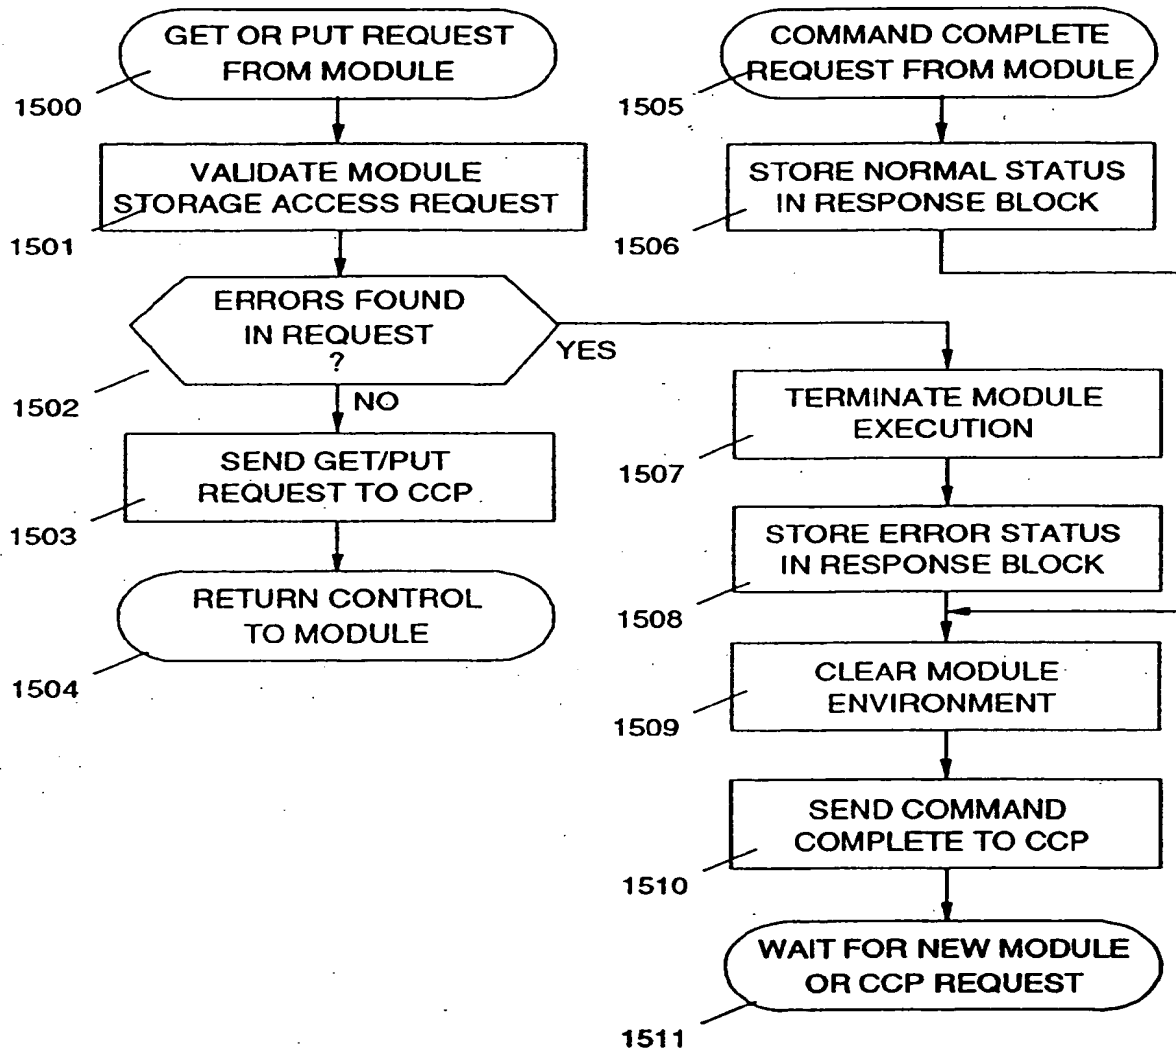 GET OR PUT REQUEST
FROM MODULE
1500
VALIDATE MODULE
STORAGE ACCESS REQUEST
1501
ERRORS FOUND
IN REQUEST
?
YES
1502
NO
SEND GET/PUT
REQUEST TO CCP
1503
RETURN CONTROL
TO MODULE
1504
COMMAND COMPLETE
REQUEST FROM MODULE
1505
STORE NORMAL STATUS
IN RESPONSE BLOCK
1506
TERMINATE MODULE
EXECUTION
1507
STORE ERROR STATUS
IN RESPONSE BLOCK
1508
CLEAR MODULE
ENVIRONMENT
1509
SEND COMMAND
COMPLETE TO CCP
1510
WAIT FOR NEW MODULE
OR CCP REQUEST
1511